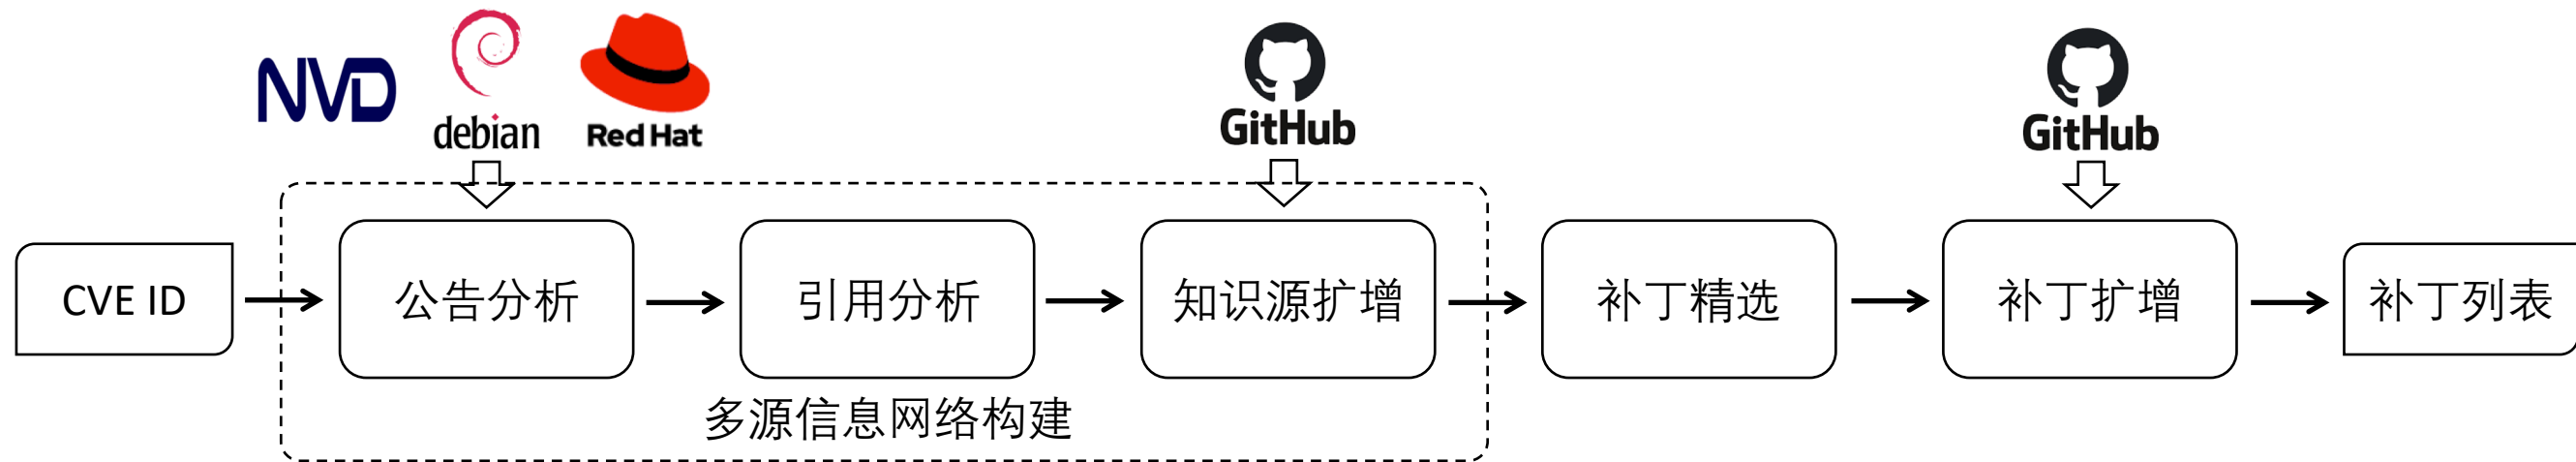 NVD
debian
Red Hat
GitHub
GitHub
CVE ID
公告分析
引用分析
知识源扩增
补丁精选
补丁扩增
补丁列表
多源信息网络构建